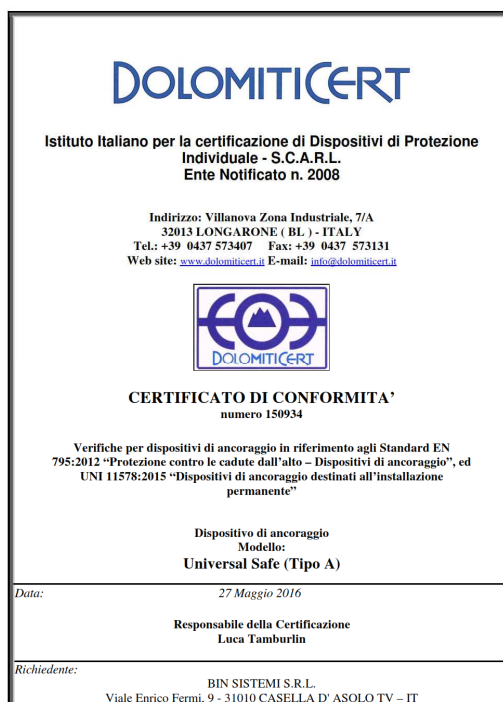 DOLOMITICERT
Istituto Italiano per la certificazione di Dispositivi di Protezione
Individuale - S.C.A.R.L.
Ente Notificato n. 2008
Indirizzo: Villanova Zona Industriale, 7/A
32013 LONGARONE ( BL ) - ITALY
Tel.: +39 0437 573407 Fax: +39 0437 573131
Web site: www.dolomiticert.it E-mail: info@dolomiticert.it
DOLOMITICERT
CERTIFICATO DI CONFORMITA’
numero 150934
Verifiche per dispositivi di ancoraggio in riferimento agli Standard EN
795:2012 “Protezione contro le cadute dall’alto – Dispositivi di ancoraggio”, ed
UNI 11578:2015 “Dispositivi di ancoraggio destinati all’installazione
permanente”
Dispositivo di ancoraggio
Modello:
Universal Safe (Tipo A)
Data: 27 Maggio 2016
Responsabile della Certificazione
Luca Tamburlin
Richiedente:
BIN SISTEMI S.R.L.
Viale Enrico Fermi, 9 - 31010 CASELLA D' ASOLO TV – IT